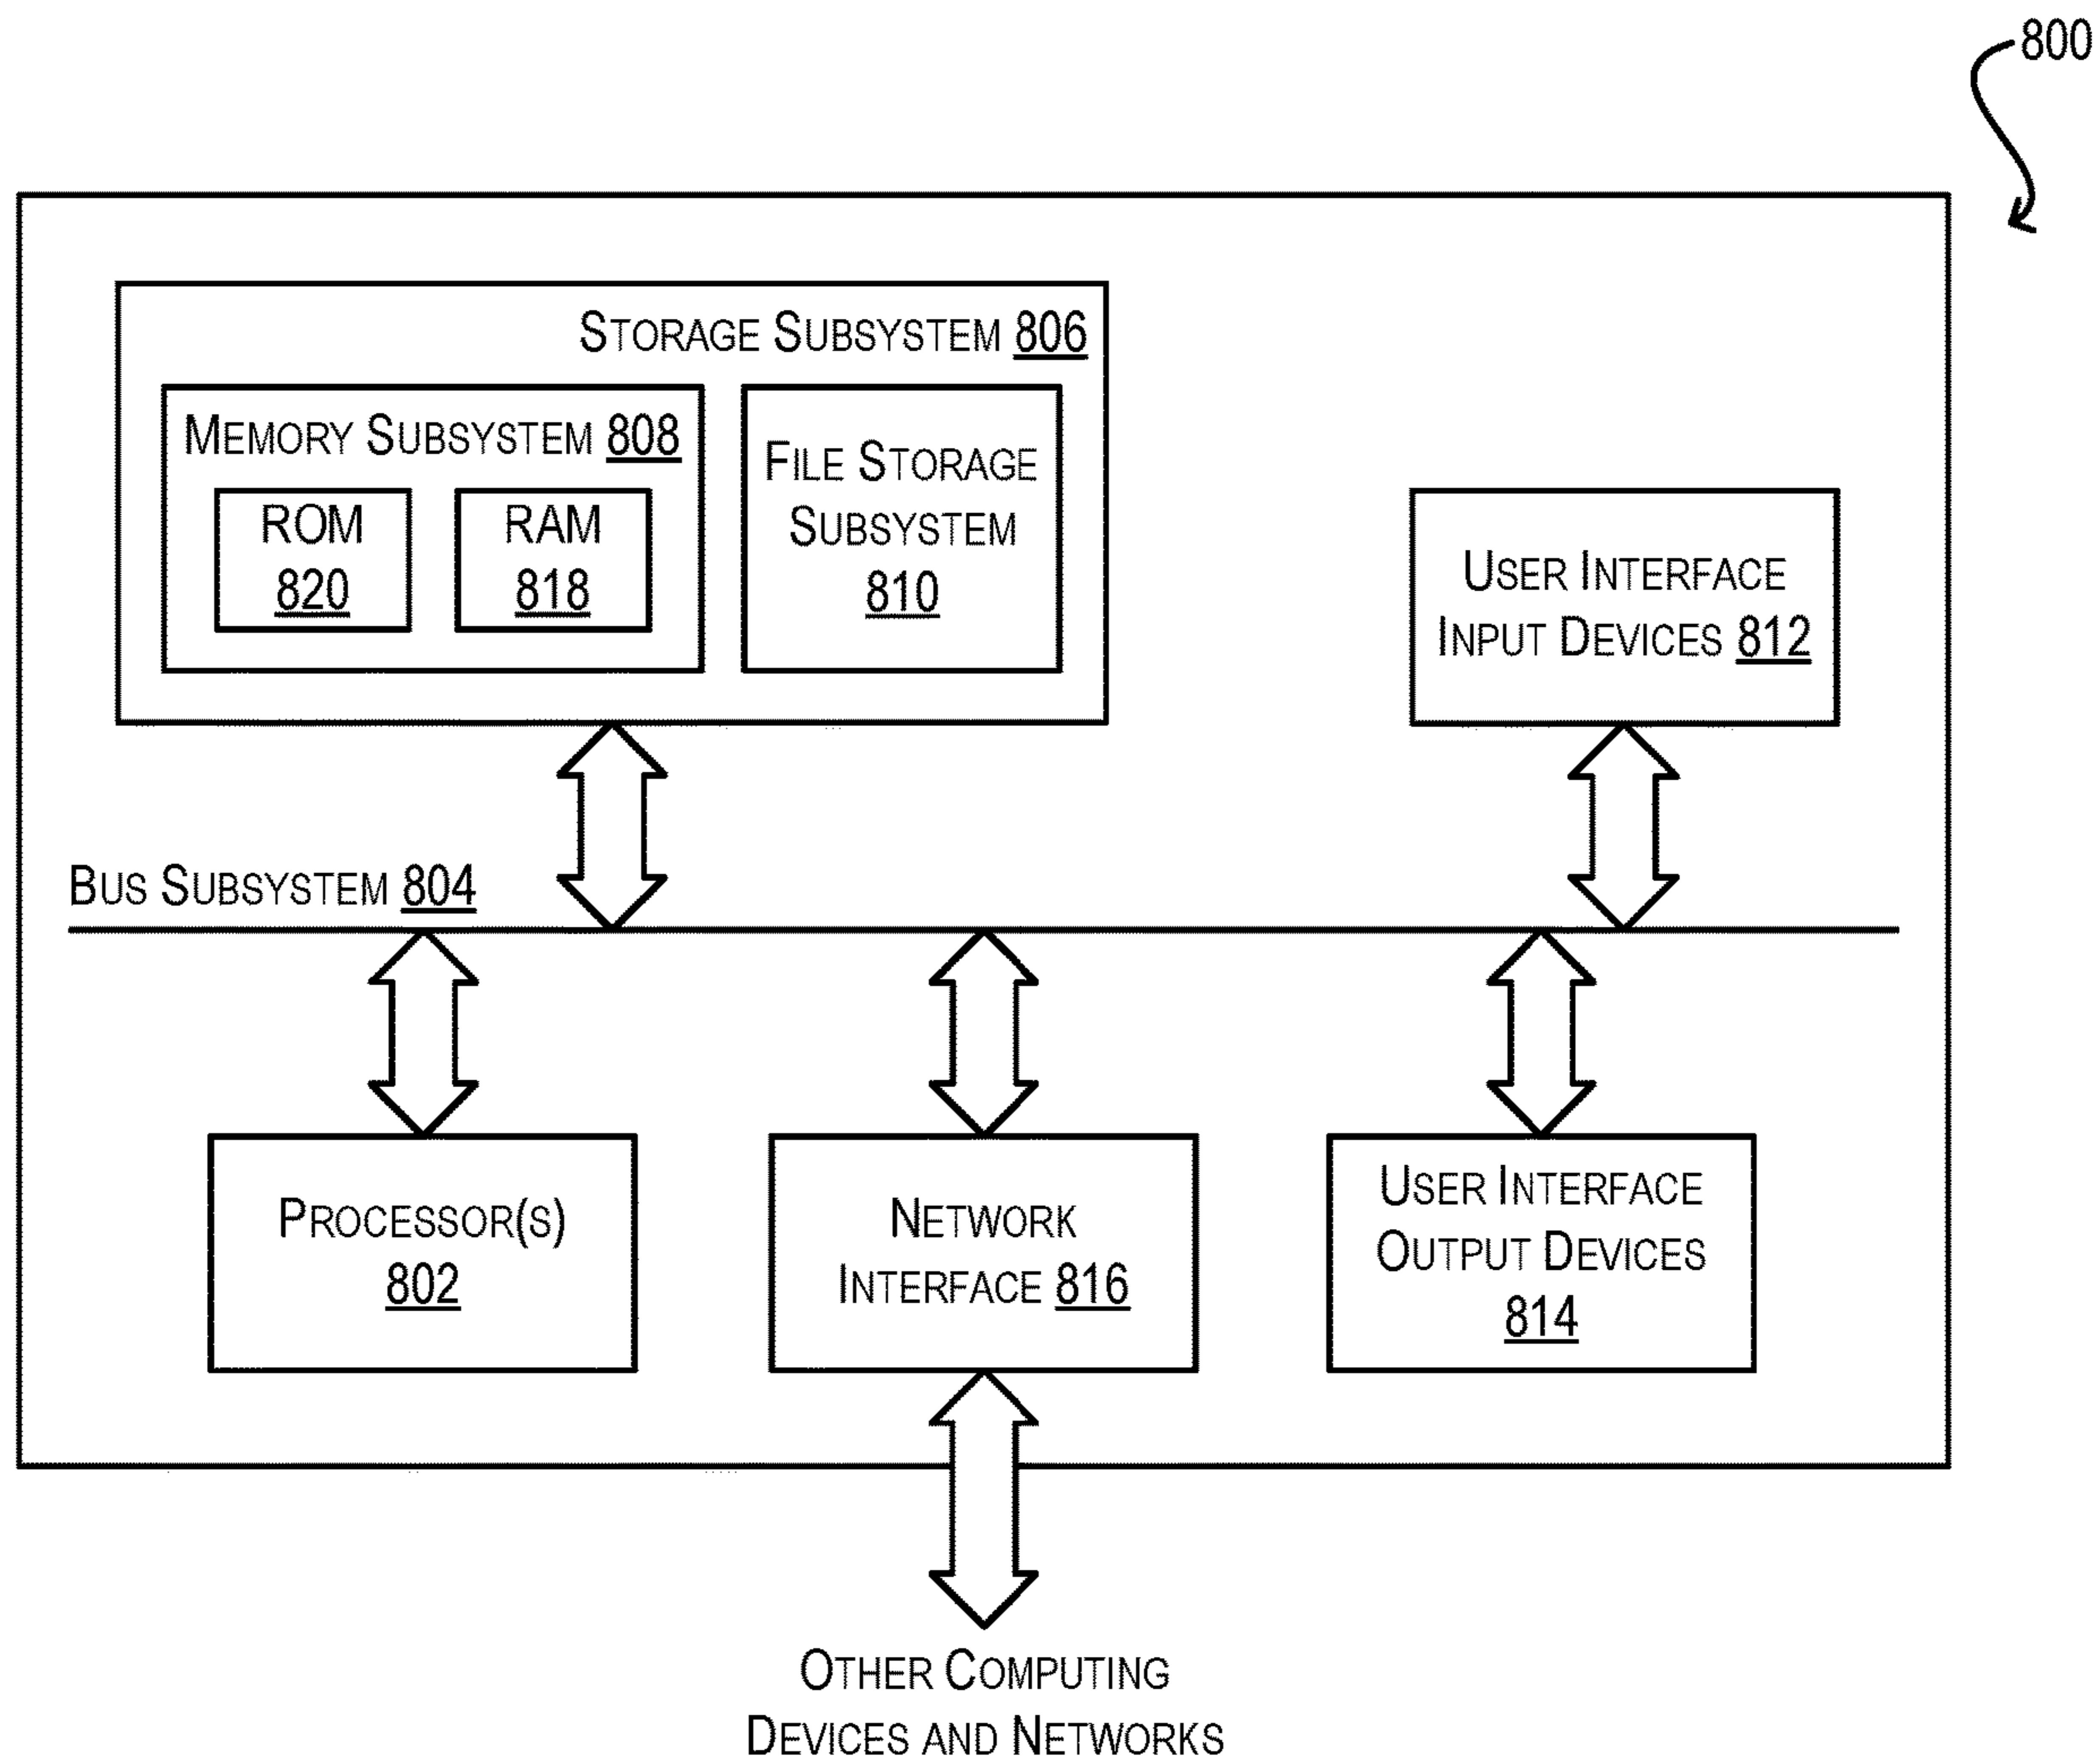 800
STORAGE SUBSYSTEM 806
MEMORY SUBSYSTEM 808
ROM
820
RAM
818
FILE STORAGE
SUBSYSTEM
810
USER INTERFACE
INPUT DEVICES 812
BUS SUBSYSTEM 804
PROCESSOR(S)
802
NETWORK
INTERFACE 816
USER INTERFACE
OUTPUT DEVICES
814
OTHER COMPUTING
DEVICES AND NETWORKS